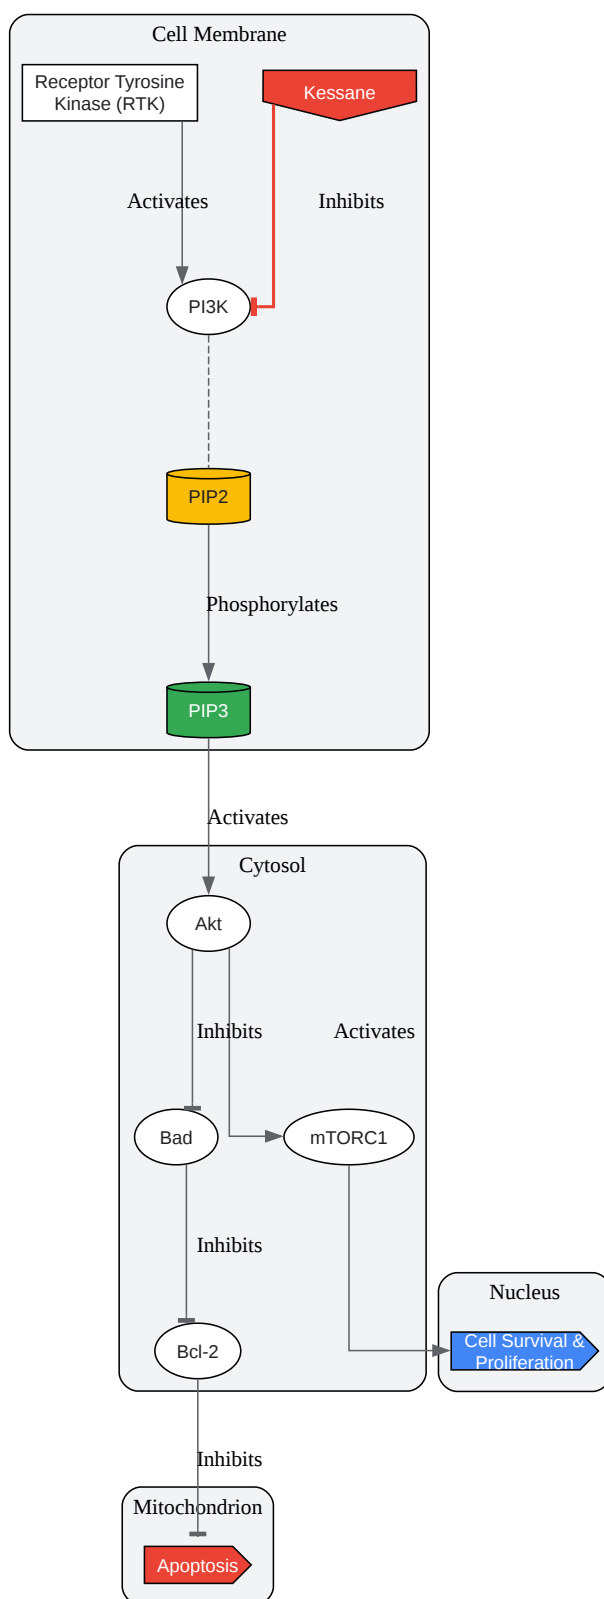 Cell Membrane
Receptor Tyrosine
Kinase (RTK)
Kessane
Activates
Inhibits
PI3K
PIP2
Phosphorylates
PIP3
Activates
Cytosol
Akt
Inhibits
Activates
Bad
mTORC1
Inhibits
Nucleus
Cell Survival &
Proliferation
Bcl-2
Inhibits
Mitochondrion
Apoptosis